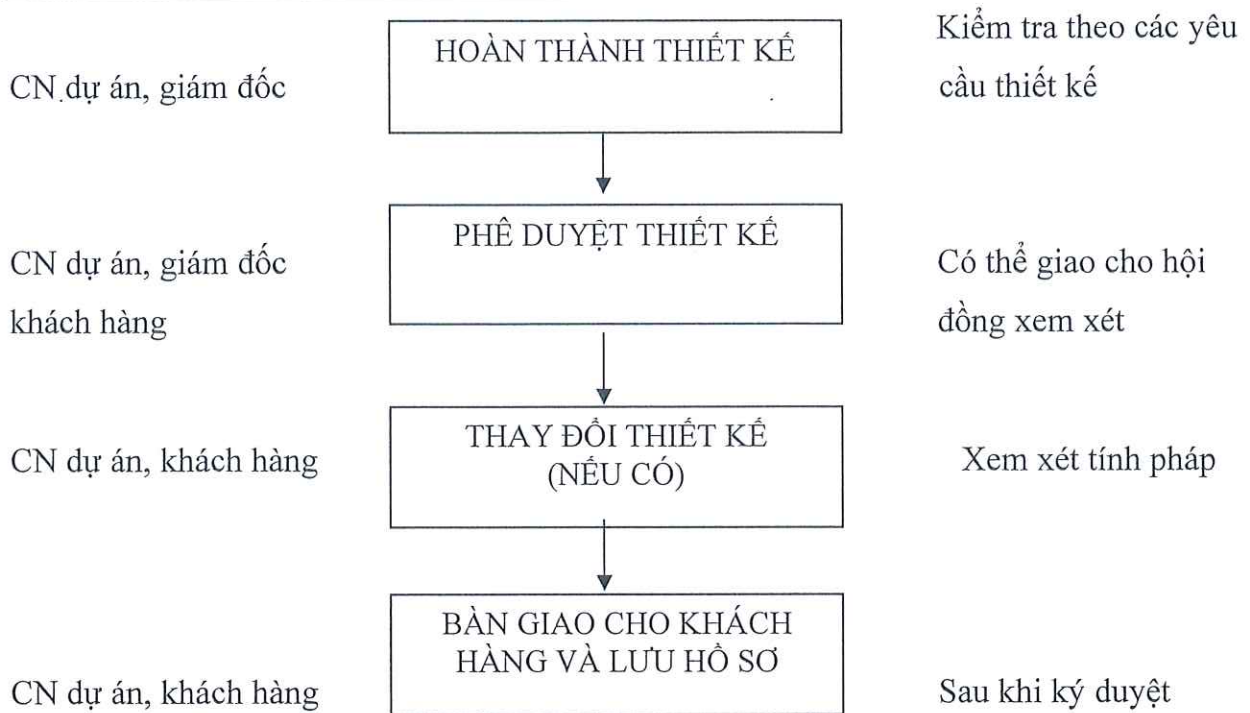 HOÀN THÀNH THIẾT KẾ
CN dự án, giám đốc
Kiểm tra theo các yêu
cầu thiết kế
PHÊ DUYỆT THIẾT KẾ
CN dự án, giám đốc
khách hàng
Có thể giao cho hội
đồng xem xét
THAY ĐỔI THIẾT KẾ
(NẾU CÓ)
CN dự án, khách hàng
Xem xét tính pháp
BÀN GIAO CHO KHÁCH
HÀNG VÀ LƯU HỒ SƠ
CN dự án, khách hàng
Sau khi ký duyệt